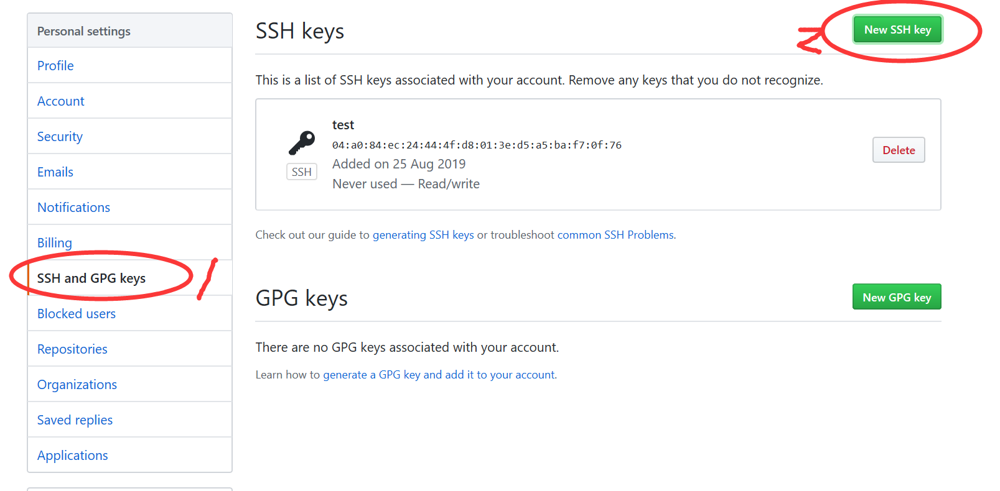 Personal settings
Profile
Account
Security
Emails
Notifications
Billing
SSH and GPG keys
1
Blocked users
Repositories
Organizations
Saved replies
Applications
SSH keys
2
New SSH key
This is a list of SSH keys associated with your account. Remove any keys that you do not recognize.
test
04:a0:84:ec:24:44:4f:d8:01:3e:d5:a5:ba:f7:0f:76
Added on 25 Aug 2019
Never used — Read/write
SSH
Delete
Check out our guide to generating SSH keys or troubleshoot common SSH Problems.
GPG keys
New GPG key
There are no GPG keys associated with your account.
Learn how to generate a GPG key and add it to your account.